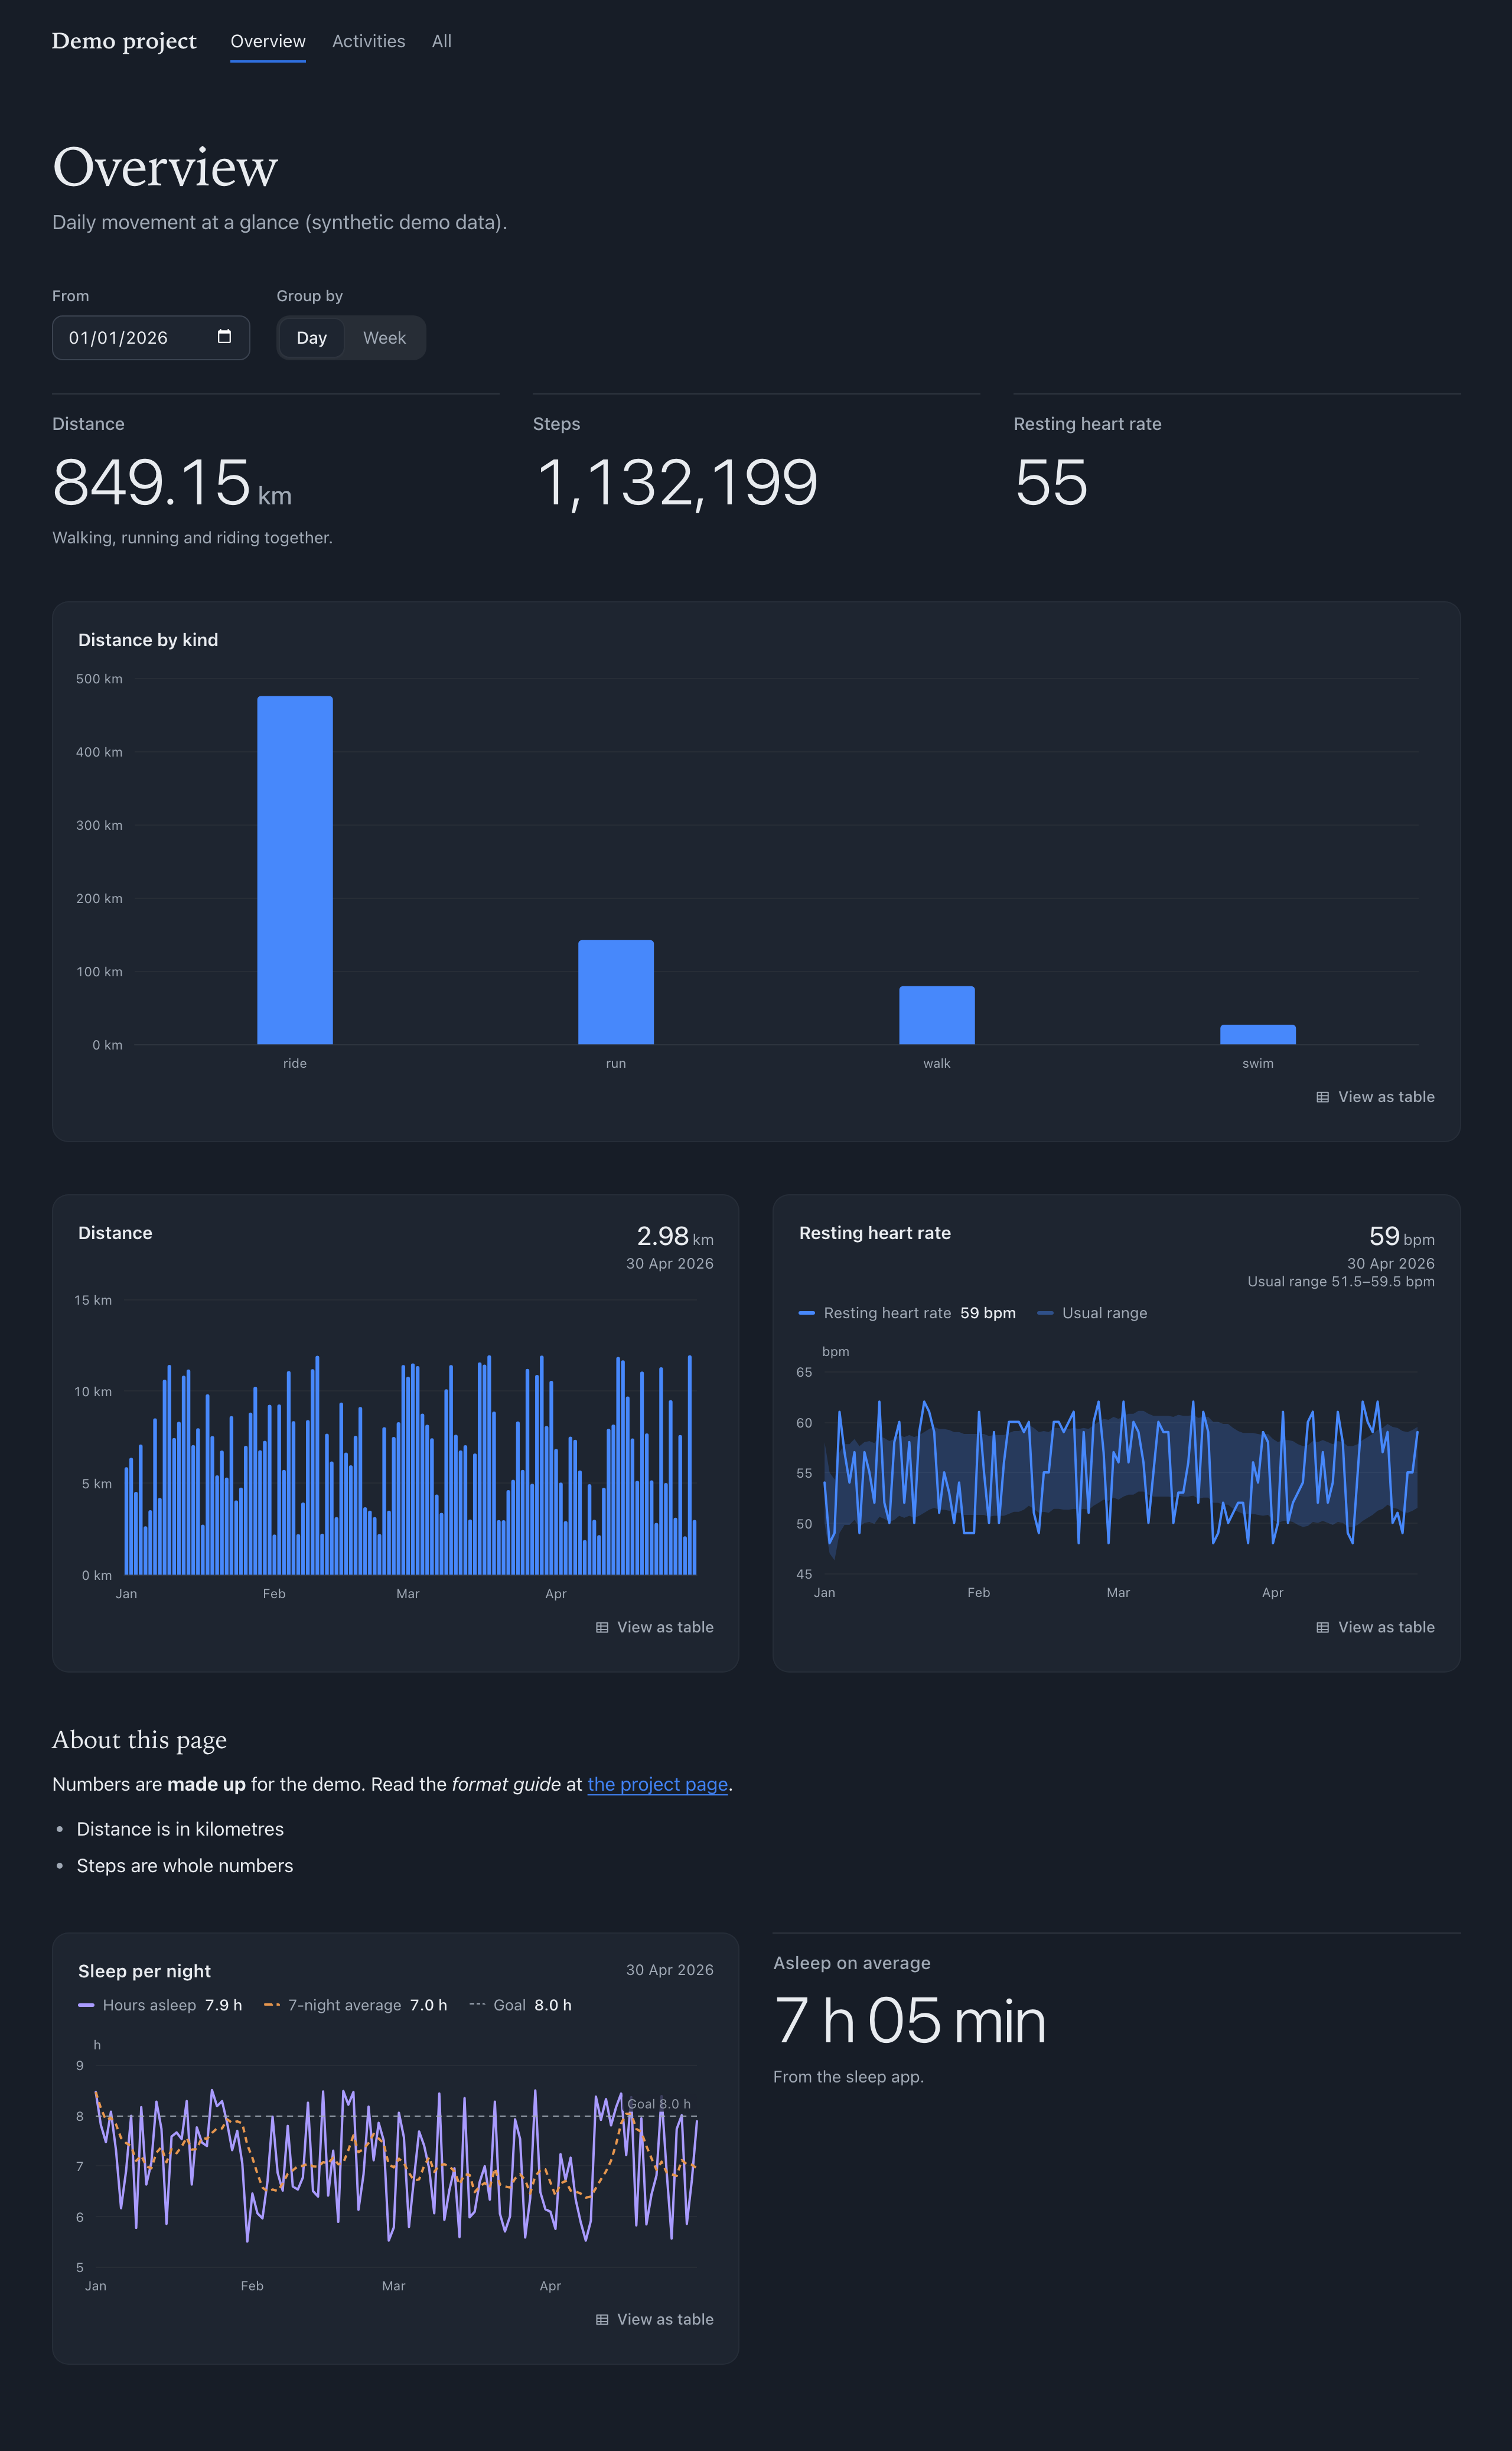 Demo project Overview Activities All
Overview
Daily movement at a glance (synthetic demo data).
From Group by
01/01/2026 Day Week
Distance
849.15 km
Walking, running and riding together.
Steps
1,132,199
Resting heart rate
55
Distance by kind
500 km
400 km
300 km
200 km
100 km
0 km
ride run walk swim
View as table
Distance
2.98 km
30 Apr 2026
15 km
10 km
5 km
0 km
Jan Feb Mar Apr
View as table
Resting heart rate
59 bpm
30 Apr 2026
Usual range 51.5–59.5 bpm
Resting heart rate 59 bpm Usual range
bpm
65
60
55
50
45
Jan Feb Mar Apr
View as table
About this page
Numbers are made up for the demo. Read the format guide at the project page.
• Distance is in kilometres
• Steps are whole numbers
Sleep per night
30 Apr 2026
Hours asleep 7.9 h 7-night average 7.0 h Goal 8.0 h
h
9
8
7
6
5
Goal 8.0 h
Jan Feb Mar Apr
View as table
Asleep on average
7 h 05 min
From the sleep app.